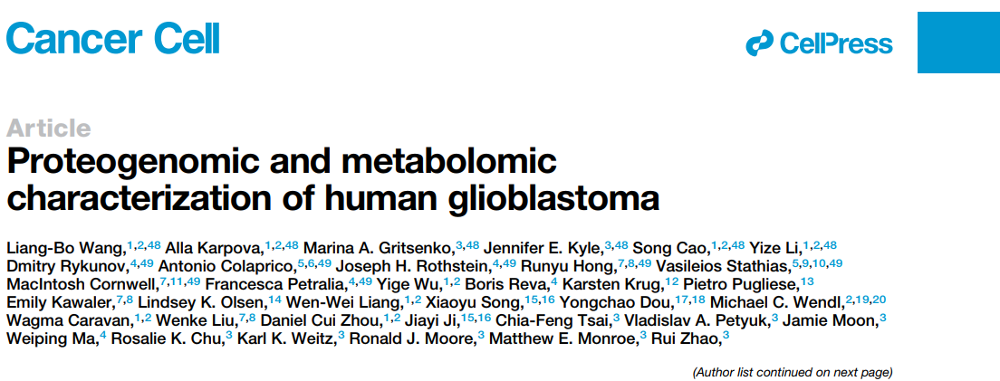 Cancer Cell
CellPress
Article
Proteogenomic and metabolomic
characterization of human glioblastoma
Liang-Bo Wang,1,2,48 Alla Karpova,1,2,48 Marina A. Gritsenko,3,48 Jennifer E. Kyle,3,48 Song Cao,1,2,48 Yize Li,1,2,48
Dmitry Rykunov,4,49 Antonio Colaprico,5,6,49 Joseph H. Rothstein,4,49 Runyu Hong,7,8,49 Vasileios Stathias,5,9,10,49
MacIntosh Cornwell,7,11,49 Francesca Petralia,4,49 Yige Wu,1,2 Boris Reva,4 Karsten Krug,12 Pietro Pugliese,13
Emily Kawaler,7,8 Lindsey K. Olsen,14 Wen-Wei Liang,1,2 Xiaoyu Song,15,16 Yongchao Dou,17,18 Michael C. Wendl,2,19,20
Wagma Caravan,1,2 Wenke Liu,7,8 Daniel Cui Zhou,1,2 Jiayi Ji,15,16 Chia-Feng Tsai,3 Vladislav A. Petyuk,3 Jamie Moon,3
Weiping Ma,4 Rosalie K. Chu,3 Karl K. Weitz,3 Ronald J. Moore,3 Matthew E. Monroe,3 Rui Zhao,3
(Author list continued on next page)